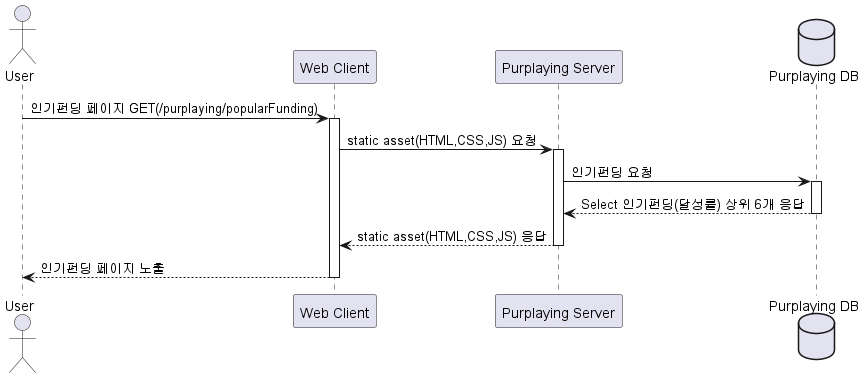 User
Web Client
Purplaying Server
Purplaying DB
인기펀딩 페이지 GET(/purplaying/popularFunding)
static asset(HTML,CSS,JS) 요청
인기펀딩 요청
Select 인기펀딩(달성률) 상위 6개 응답
static asset(HTML,CSS,JS) 응답
인기펀딩 페이지 노출
User
Web Client
Purplaying Server
Purplaying DB